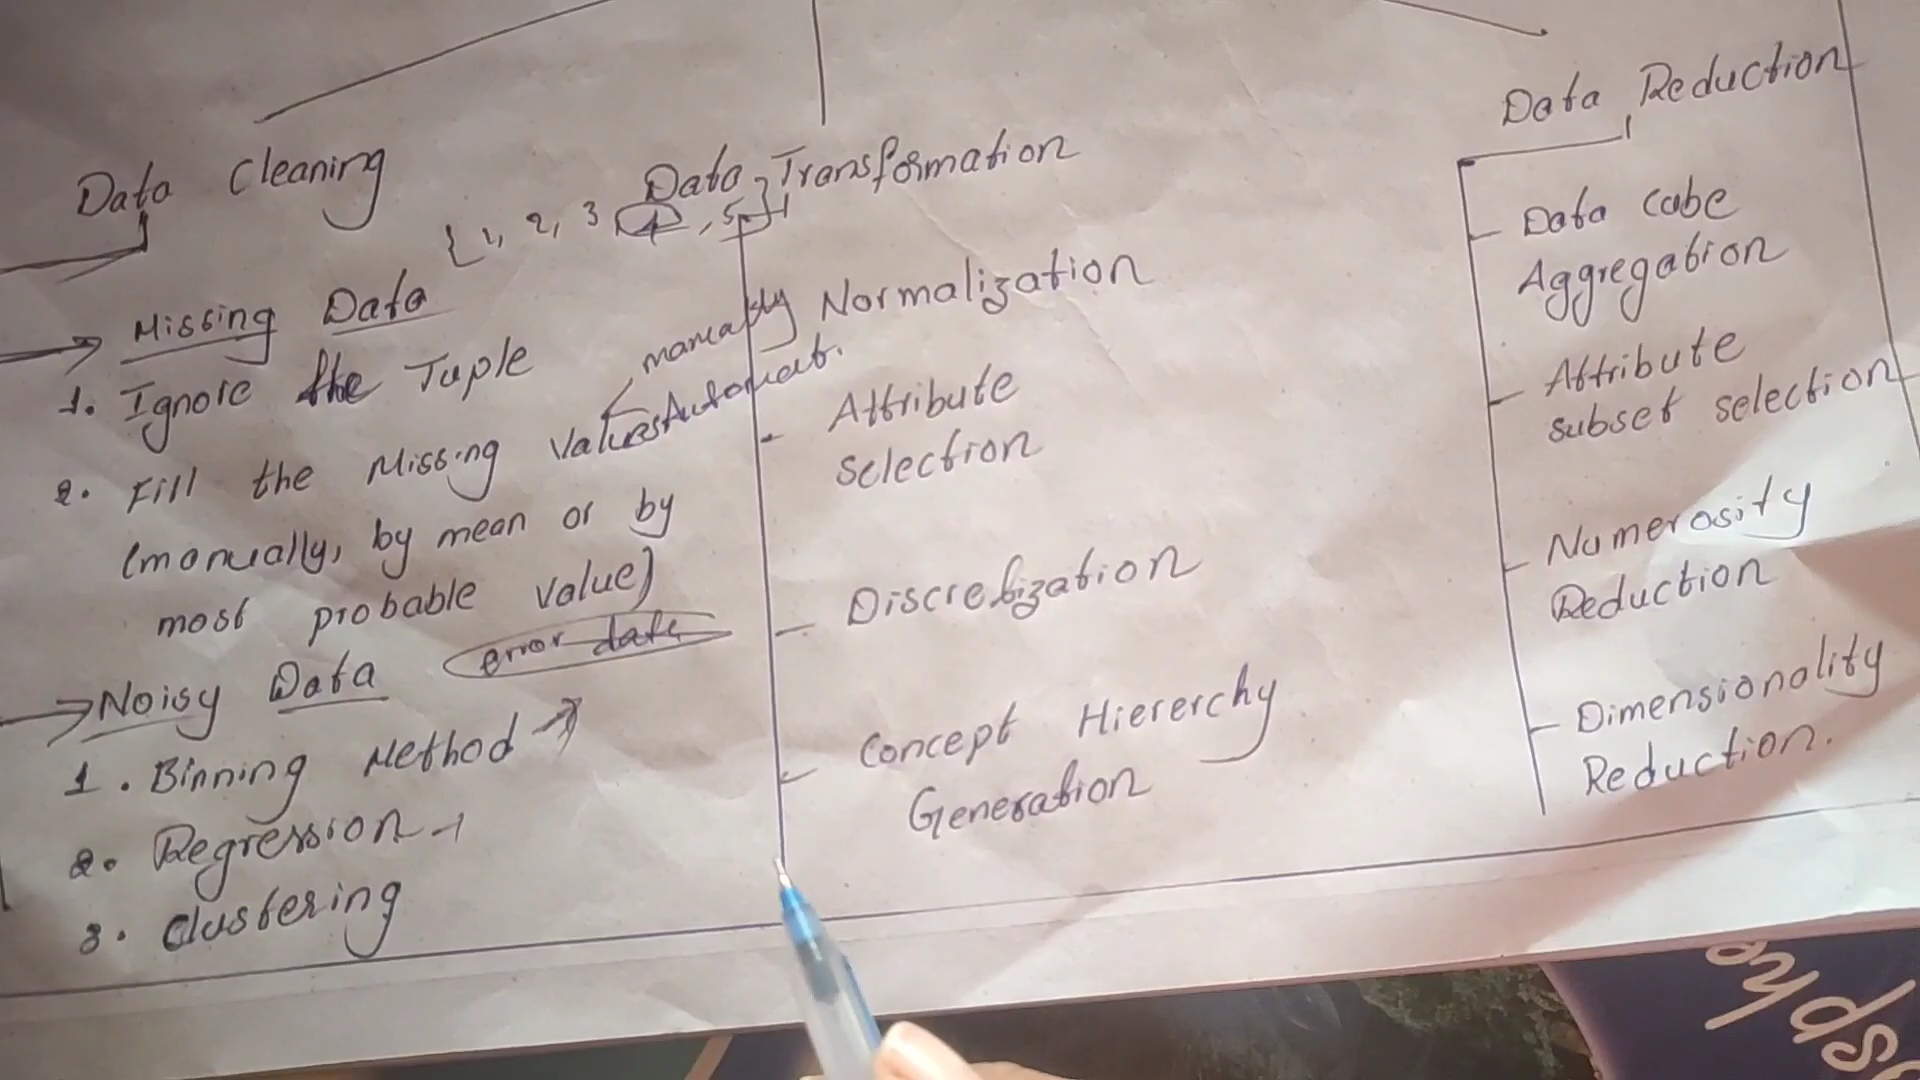 Data Cleaning
Missing Data
1. Ignore the Tuple
2. Fill the Missing Values
(manually, by mean or by
most probable value)
Noisy Data error data
1. Binning Method
2. Regression
3. Clustering
Data Transformation
{1, 2, 3 4, 5}
manually
Automat.
Normalization
Attribute
Selection
Discretization
Concept Hiererchy
Generation
Data Reduction
Data cube
Aggregation
Attribute
subset selection
Numerosity
Reduction
Dimensionality
Reduction.